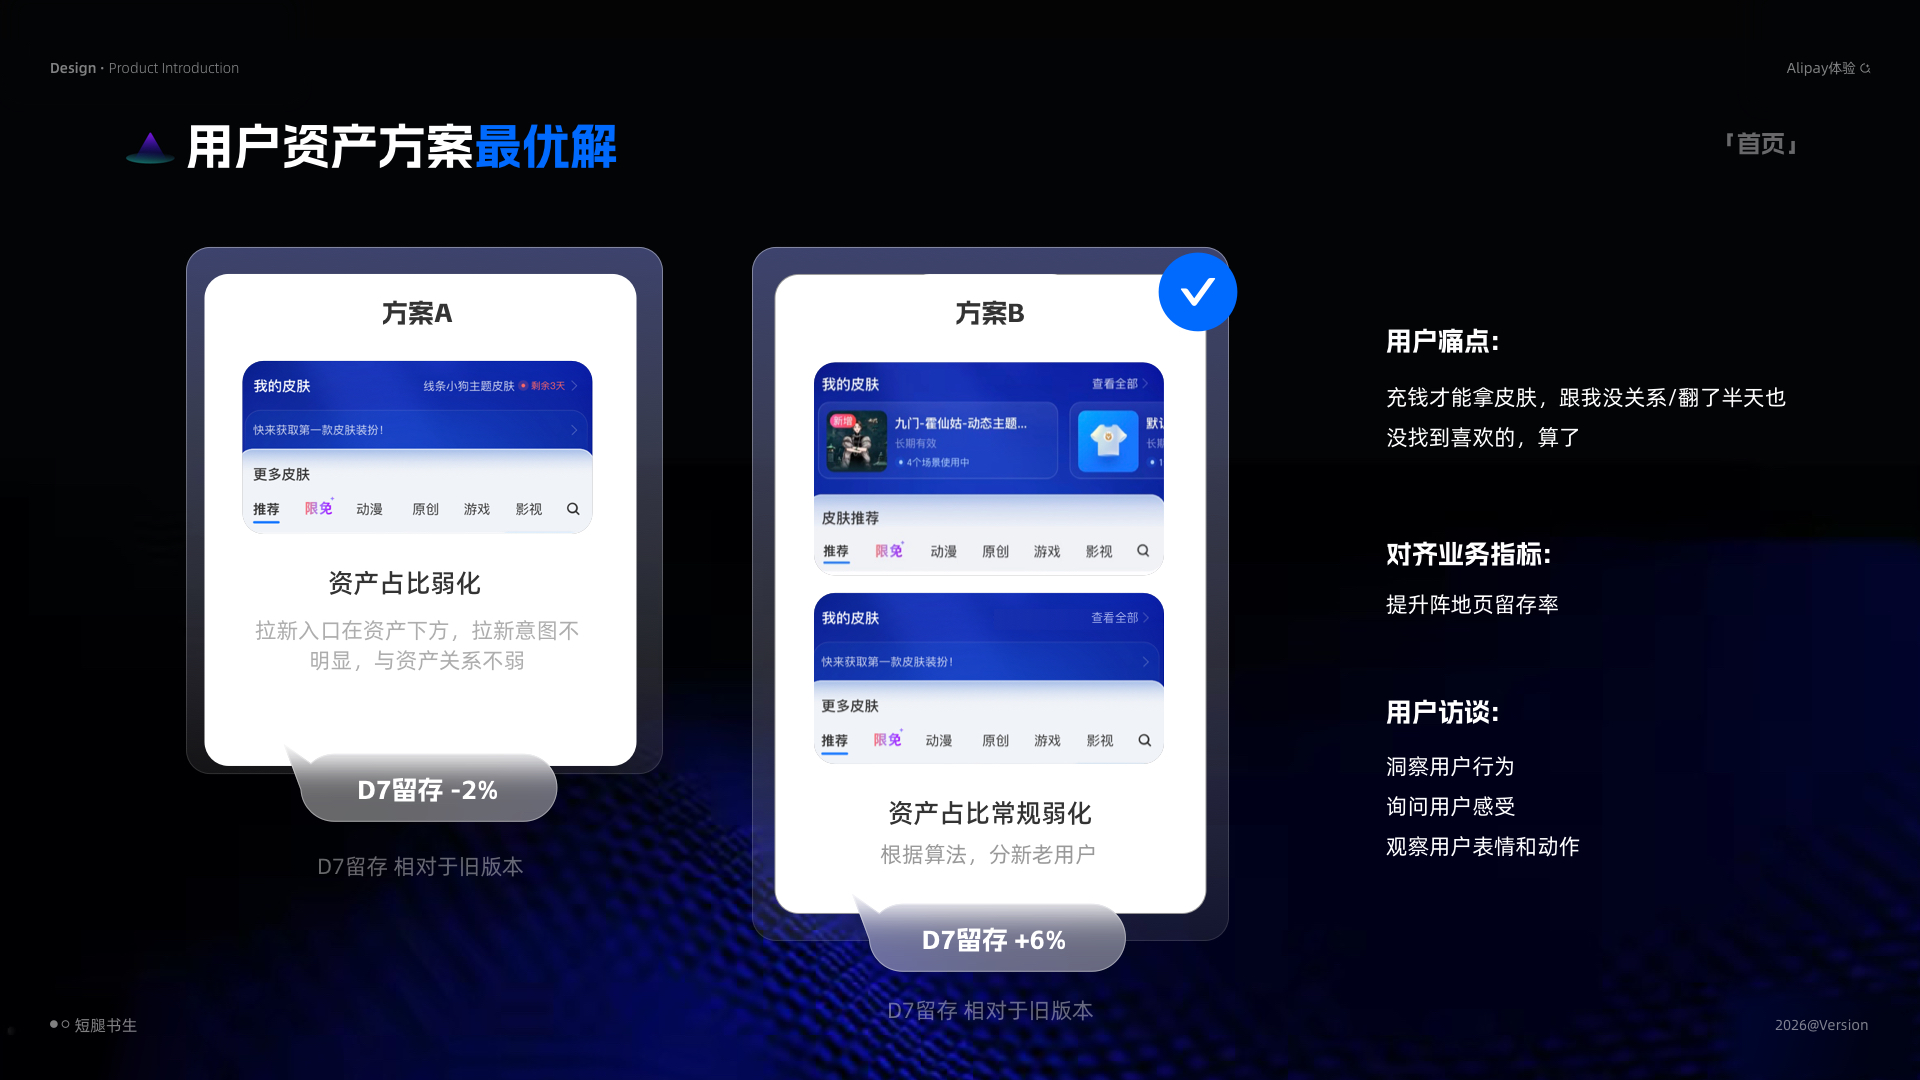 Design · Product Introduction
Alipay体验
用户资产方案最优解
「首页」
方案A
我的皮肤
线条小狗主题皮肤 剩余3天
快来获取第一款皮肤装扮！
更多皮肤
推荐 限免 动漫 原创 游戏 影视
资产占比弱化
拉新入口在资产下方，拉新意图不
明显，与资产关系不弱
D7留存 -2%
D7留存 相对于旧版本
方案B
我的皮肤
查看全部
新增
九门-霍仙姑-动态主题...
长期有效
4个场景使用中
默认
长期
1
皮肤推荐
推荐 限免 动漫 原创 游戏 影视
我的皮肤
查看全部
快来获取第一款皮肤装扮！
更多皮肤
推荐 限免 动漫 原创 游戏 影视
资产占比常规弱化
根据算法，分新老用户
D7留存 +6%
D7留存 相对于旧版本
用户痛点：
充钱才能拿皮肤，跟我没关系/翻了半天也
没找到喜欢的，算了
对齐业务指标：
提升阵地页留存率
用户访谈：
洞察用户行为
询问用户感受
观察用户表情和动作
短腿书生
2026@Version